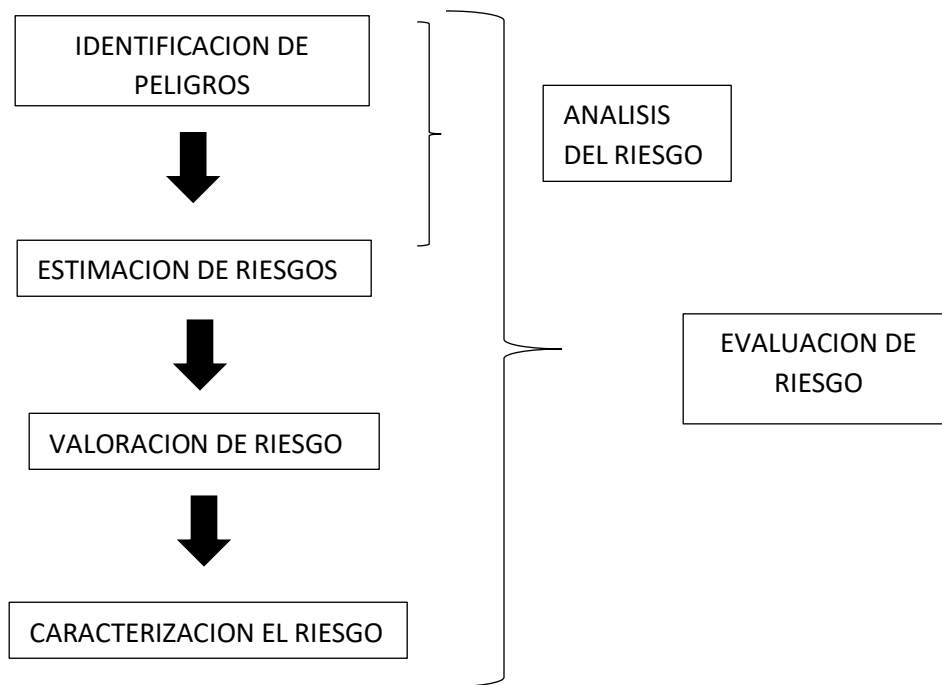 IDENTIFICACION DE
PELIGROS
ANALISIS
DEL RIESGO
ESTIMACION DE RIESGOS
EVALUACION DE
RIESGO
VALORACION DE RIESGO
CARACTERIZACION EL RIESGO